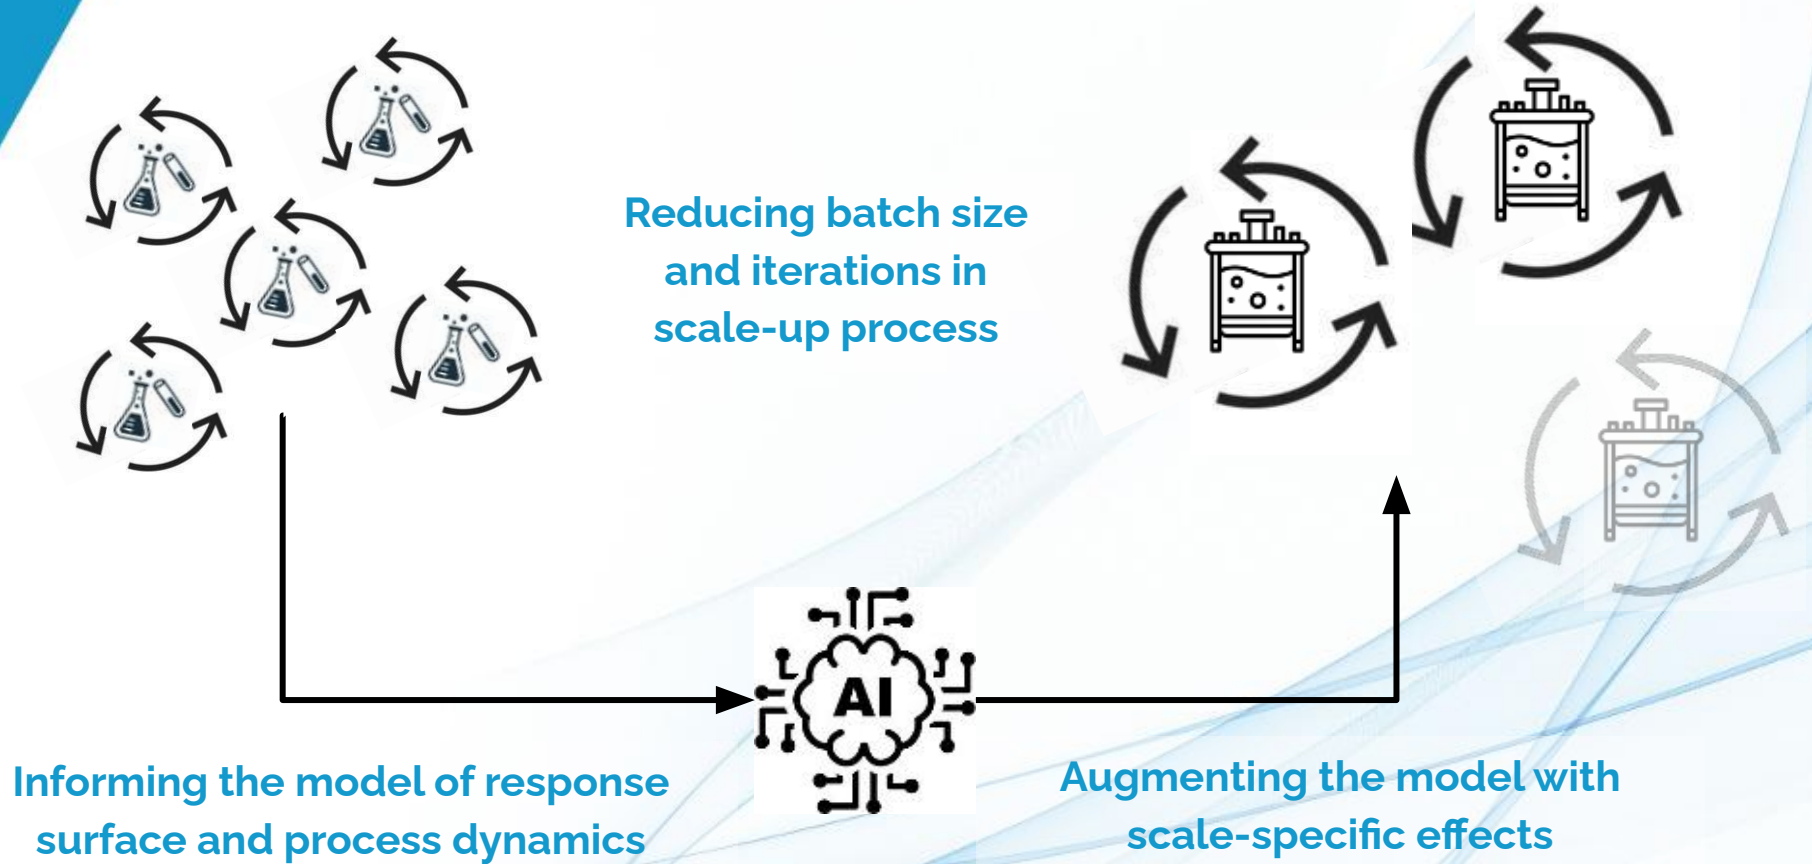 Reducing batch size
and iterations in
scale-up process
AI
Informing the model of response
surface and process dynamics
Augmenting the model with
scale-specific effects